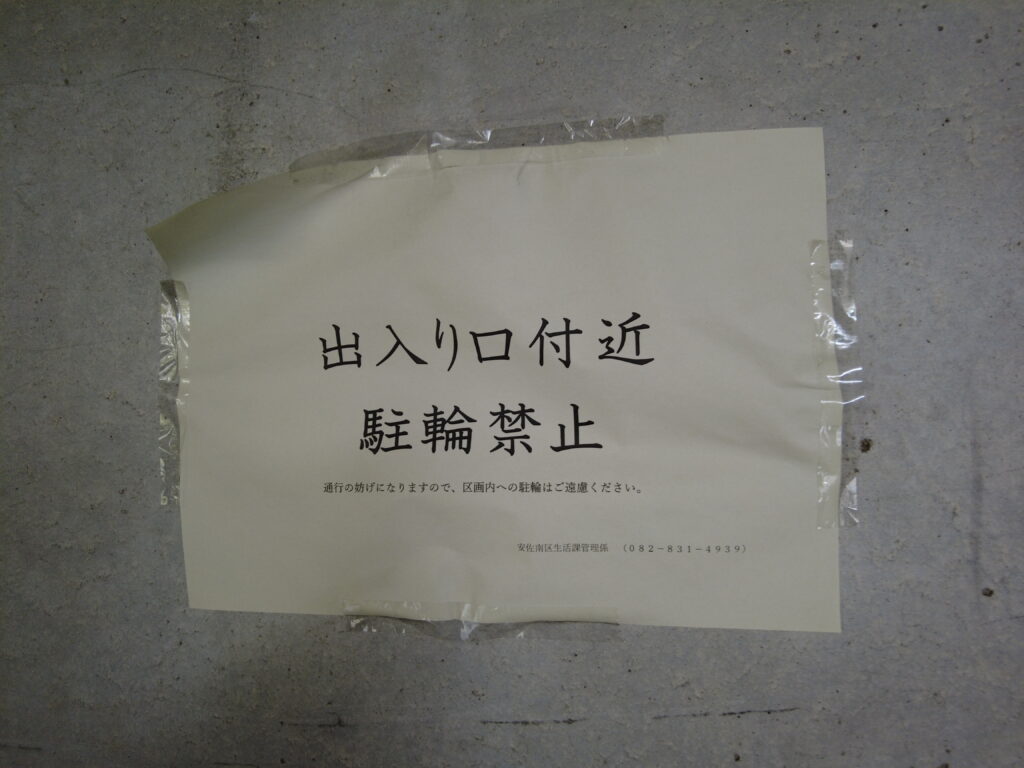 出入り口付近
駐輪禁止
通行の妨げになりますので、区画内への駐輪はご遠慮ください。
安佐南区生活課管理係　（０８２－８３１－４９３９）